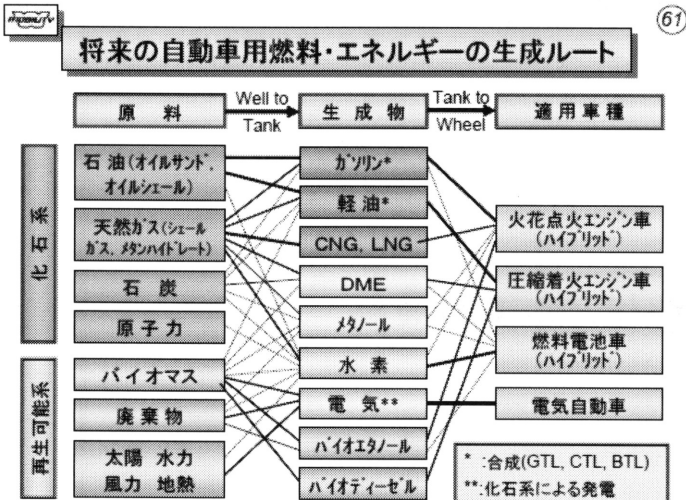 MOBILITY
61
将来の自動車用燃料・エネルギーの生成ルート
原 料
Well to
Tank
生 成 物
Tank to
Wheel
適 用 車 種
化石系
石 油(オイルサンド,
オイルシェール)
天然ガス(シェール
ガス, メタンハイドレート)
石 炭
原 子 力
再生可能系
バイオマス
廃 棄 物
太陽 水力
風力 地熱
ガソリン*
軽 油*
CNG, LNG
DME
メタノール
水 素
電 気**
バイオエタノール
バイオディーゼル
火花点火エンジン車
(ハイブリッド)
圧縮着火エンジン車
(ハイブリッド)
燃料電池車
(ハイブリッド)
電気自動車
* :合成(GTL, CTL, BTL)
**:化石系による発電